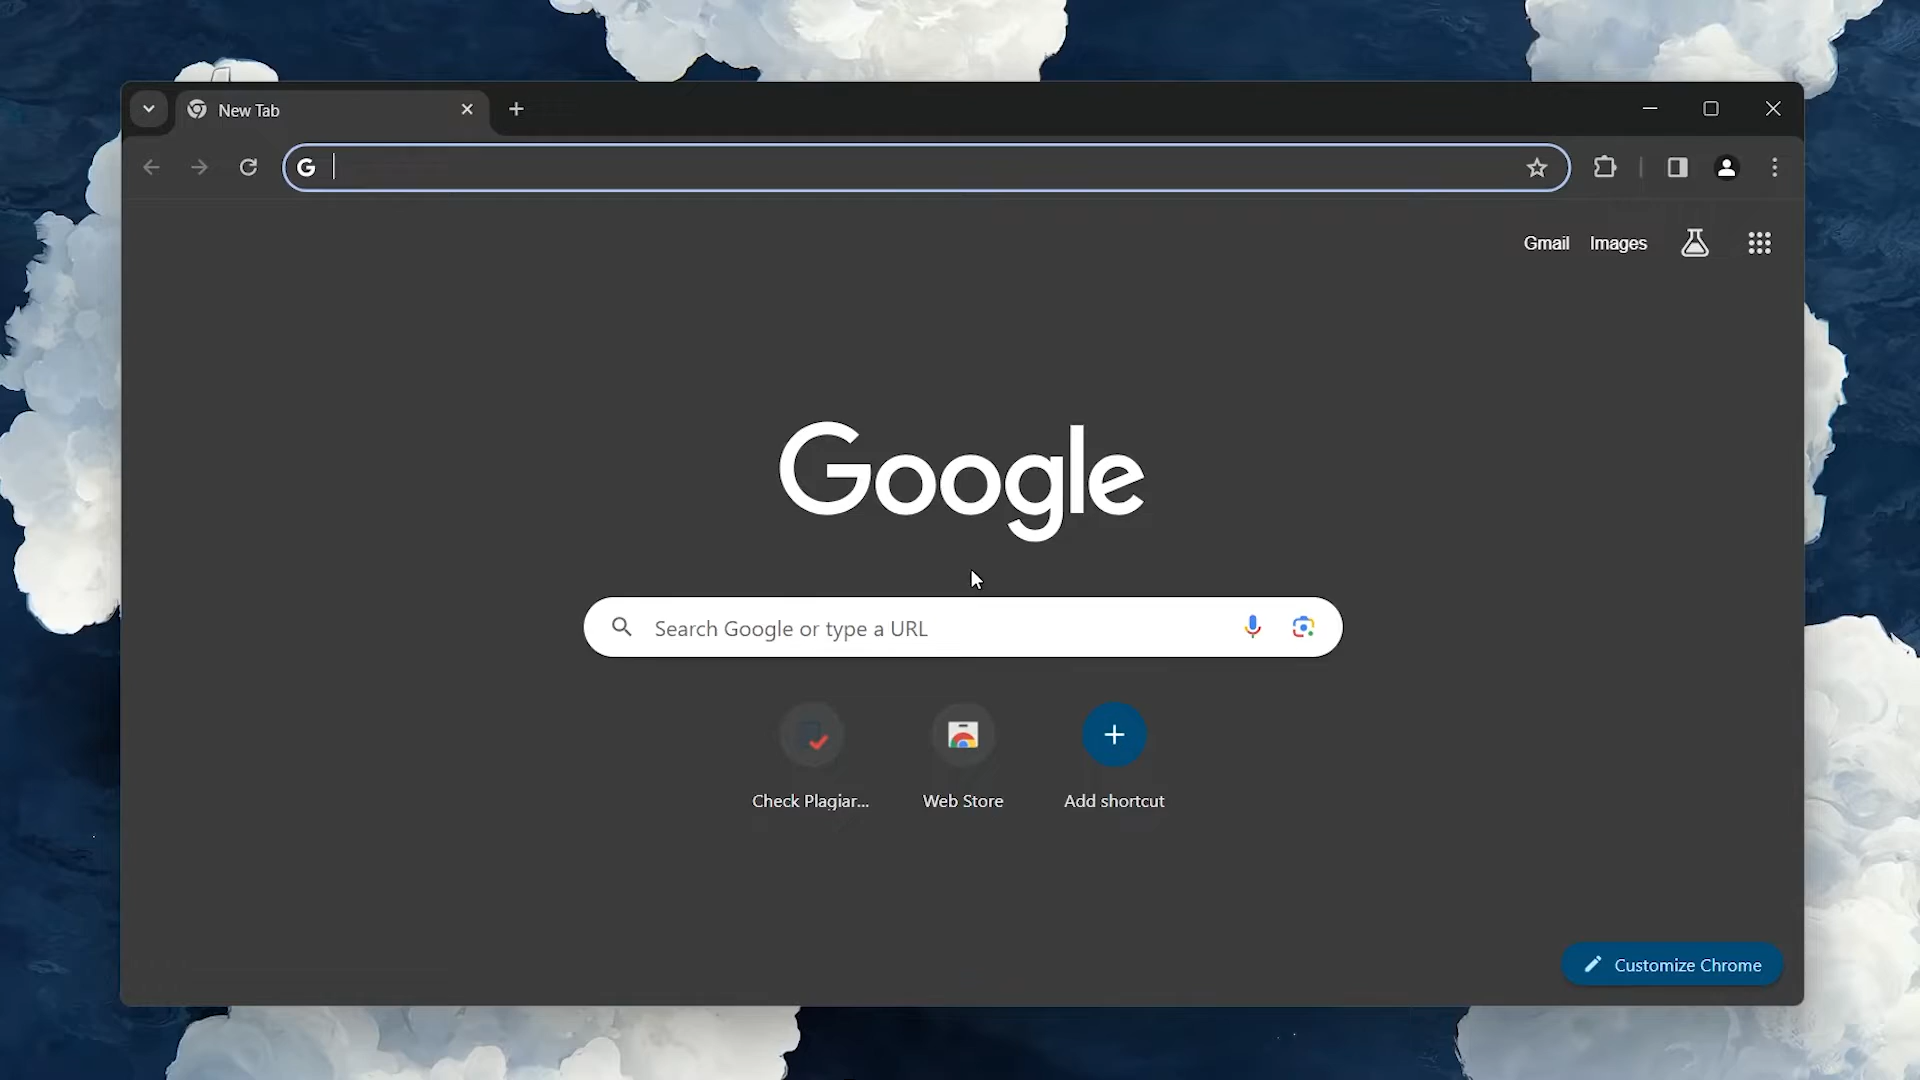 New Tab
G
Gmail Images
Google
Search Google or type a URL
Check Plagiar... Web Store Add shortcut
Customize Chrome